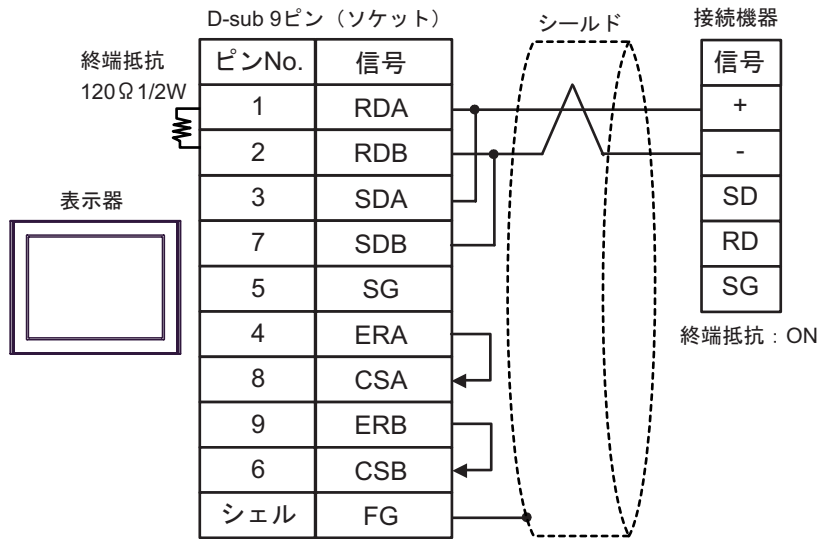 D-sub 9ピン（ソケット）
シールド
接続機器
終端抵抗
120Ω 1/2W
ピンNo. 信号
1 RDA
2 RDB
3 SDA
7 SDB
5 SG
4 ERA
8 CSA
9 ERB
6 CSB
シェル FG
表示器
信号
+
-
SD
RD
SG
終端抵抗：ON